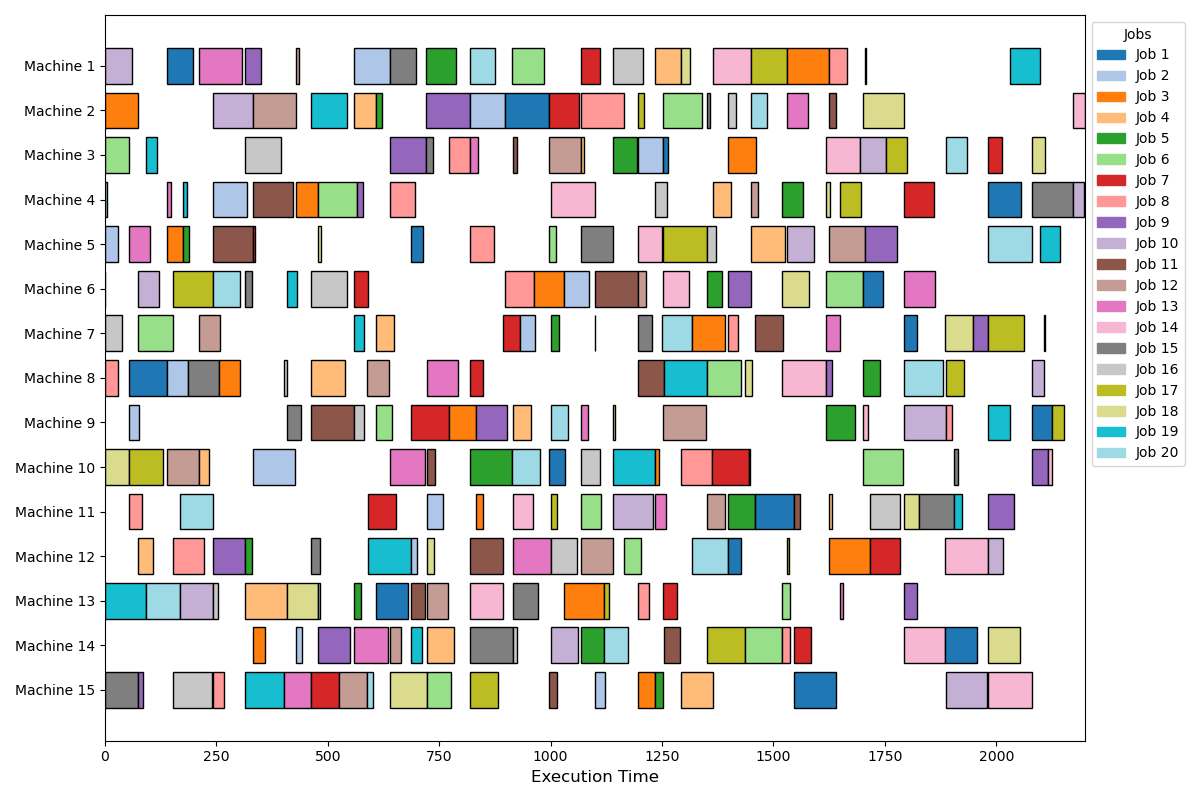 Machine 1
Machine 2
Machine 3
Machine 4
Machine 5
Machine 6
Machine 7
Machine 8
Machine 9
Machine 10
Machine 11
Machine 12
Machine 13
Machine 14
Machine 15
0 250 500 750 1000 1250 1500 1750 2000
Execution Time
Jobs
Job 1
Job 2
Job 3
Job 4
Job 5
Job 6
Job 7
Job 8
Job 9
Job 10
Job 11
Job 12
Job 13
Job 14
Job 15
Job 16
Job 17
Job 18
Job 19
Job 20